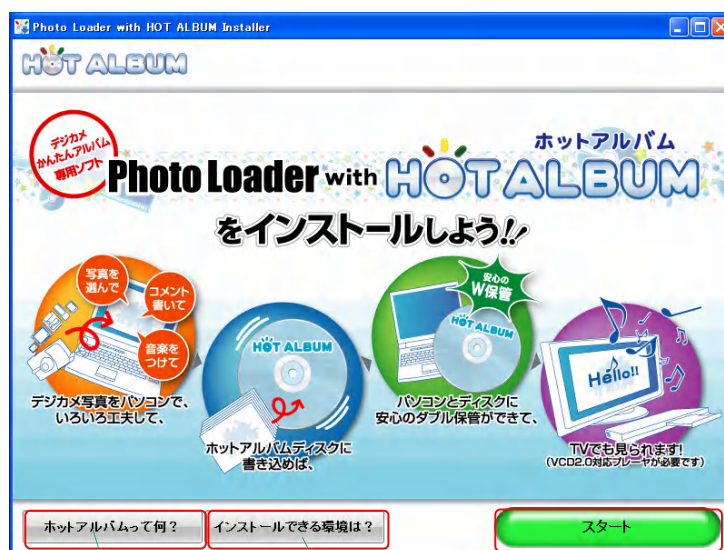 Photo Loader with HOT ALBUM Installer
HOT ALBUM
デジカメ
かんたんアルバム
専用ソフト
ホットアルバム
Photo Loader with HOT ALBUM
をインストールしよう!!
写真を
選んで
コメント
書いて
音楽を
つけて
デジカメ写真をパソコンで、
いろいろ工夫して、
HOT ALBUM
ホットアルバムディスクに
書き込めば、
安心の
W保管
HOT ALBUM
パソコンとディスクに
安心のダブル保管ができて、
Hello!!
TVでも見られます!
(VCD2.0対応プレーヤが必要です)
ホットアルバムって何?
インストールできる環境は?
スタート